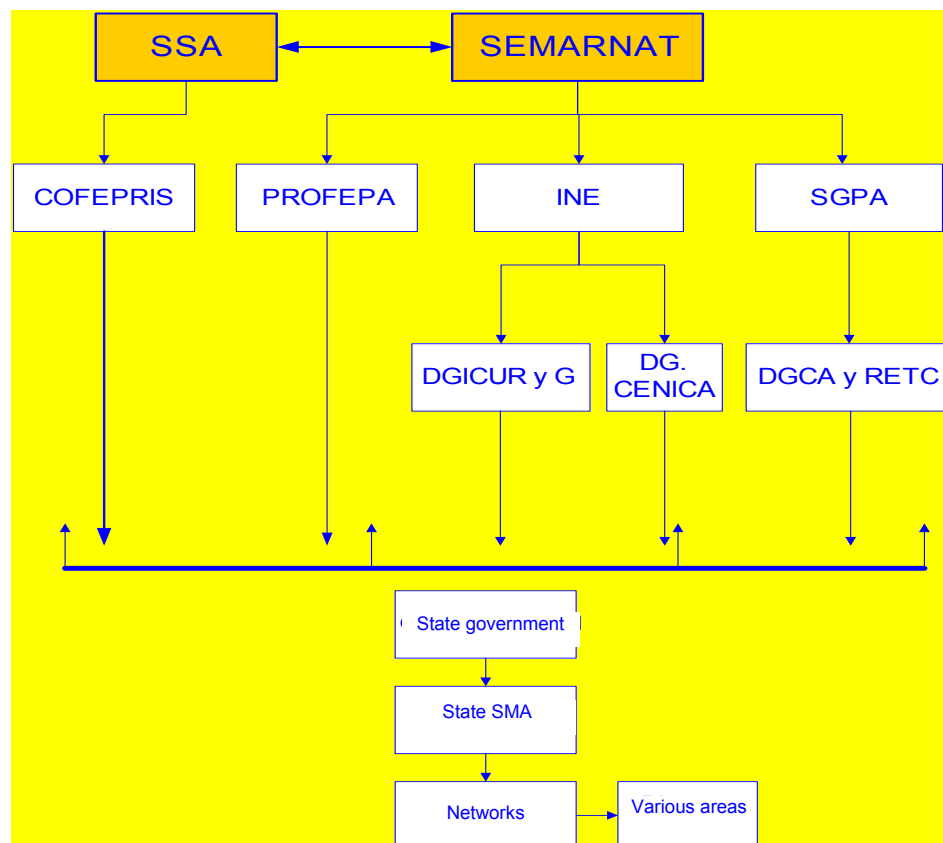 SSA
SEMARNAT
COFEPRIS
PROFEPA
INE
SGPA
DGICUR y G
DG.
CENICA
DGCA y RETC
State government
State SMA
Networks
Various areas